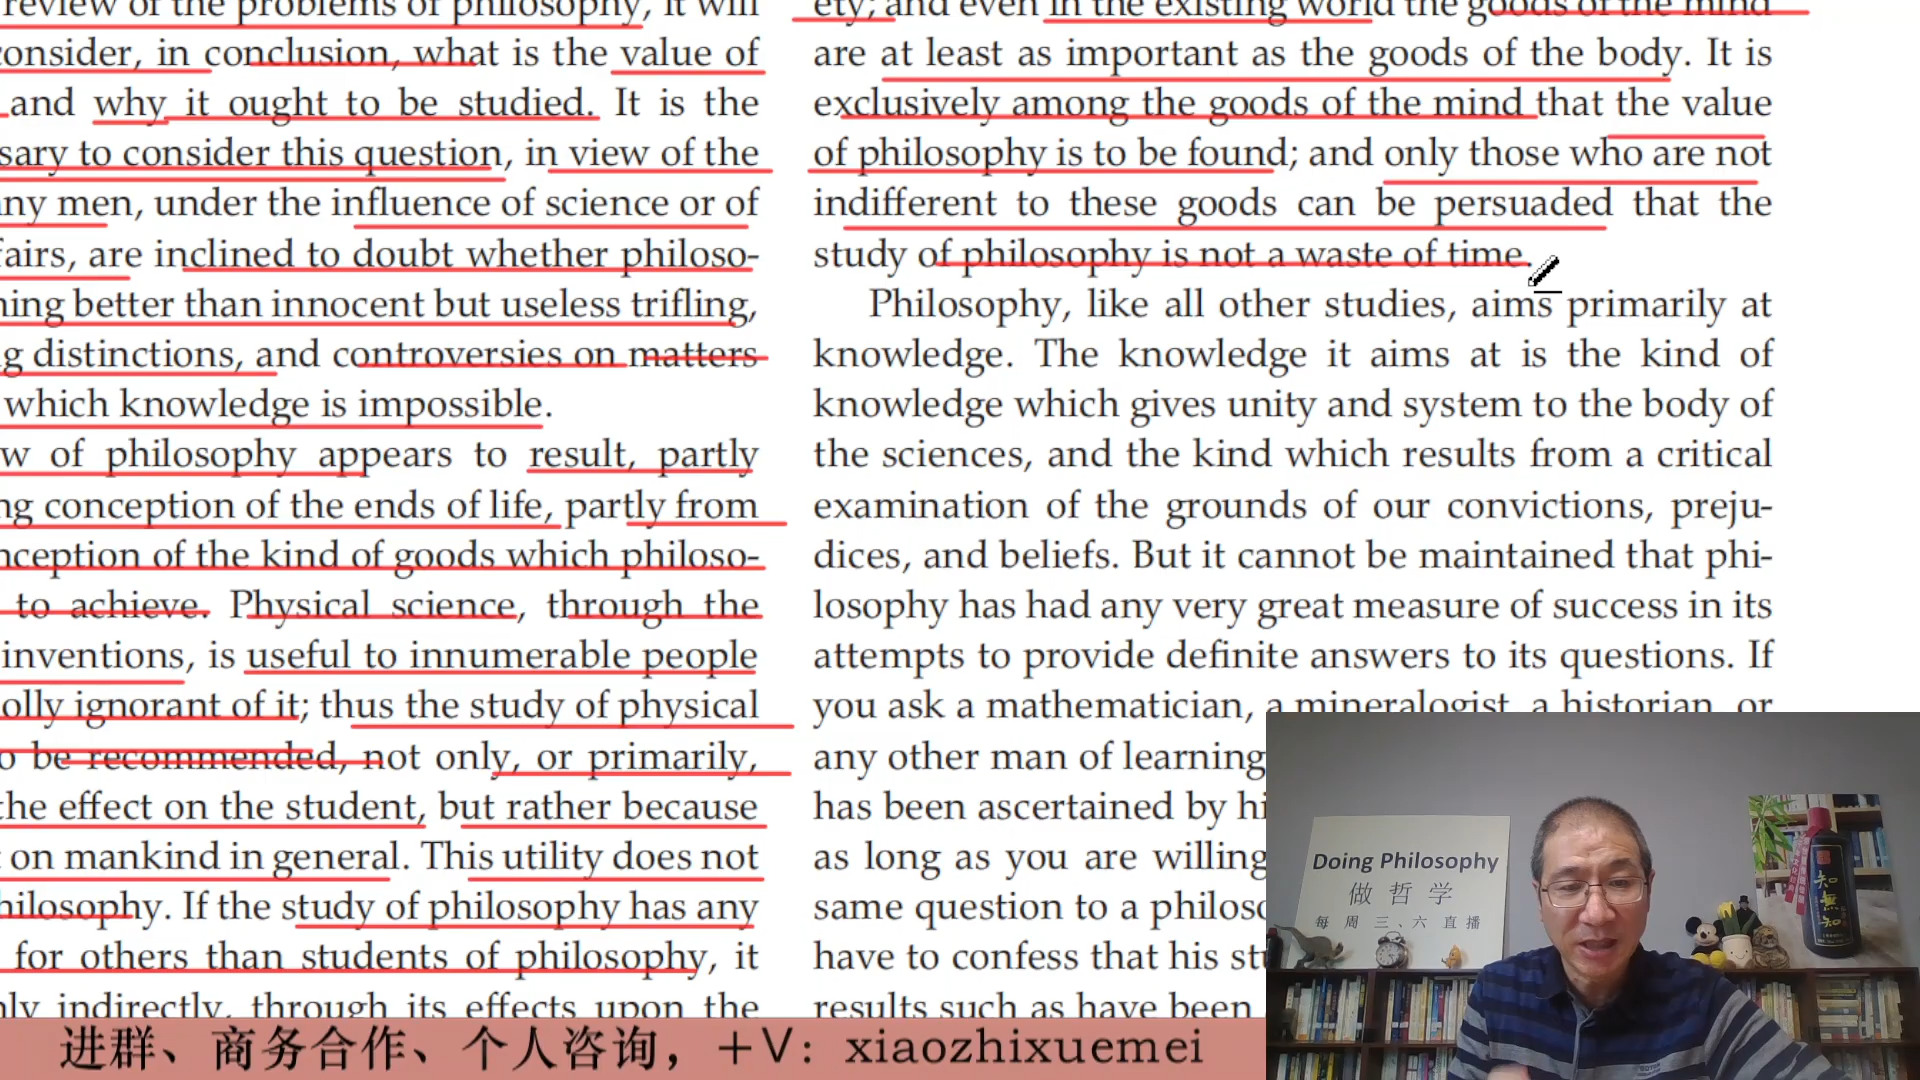 review of the problems of philosophy, it will
consider, in conclusion, what is the value of
and why it ought to be studied. It is the
sary to consider this question, in view of the
any men, under the influence of science or of
fairs, are inclined to doubt whether philoso-
hing better than innocent but useless trifling,
g distinctions, and controversies on matters
which knowledge is impossible.
w of philosophy appears to result, partly
ng conception of the ends of life, partly from
nception of the kind of goods which philoso-
to achieve. Physical science, through the
inventions, is useful to innumerable people
olly ignorant of it; thus the study of physical
o be recommended, not only, or primarily,
the effect on the student, but rather because
on mankind in general. This utility does not
hilosophy. If the study of philosophy has any
for others than students of philosophy, it
nly indirectly, through its effects upon the
ety; and even in the existing world the goods of the mind
are at least as important as the goods of the body. It is
exclusively among the goods of the mind that the value
of philosophy is to be found; and only those who are not
indifferent to these goods can be persuaded that the
study of philosophy is not a waste of time.
Philosophy, like all other studies, aims primarily at
knowledge. The knowledge it aims at is the kind of
knowledge which gives unity and system to the body of
the sciences, and the kind which results from a critical
examination of the grounds of our convictions, preju-
dices, and beliefs. But it cannot be maintained that phi-
losophy has had any very great measure of success in its
attempts to provide definite answers to its questions. If
you ask a mathematician, a mineralogist, a historian, or
any other man of learning
has been ascertained by hi
as long as you are willing
same question to a philoso
have to confess that his stu
results such as have been
Doing Philosophy
做哲学
每周三、六直播
知無知
进群、商务合作、个人咨询，+V：xiaozhixuemei